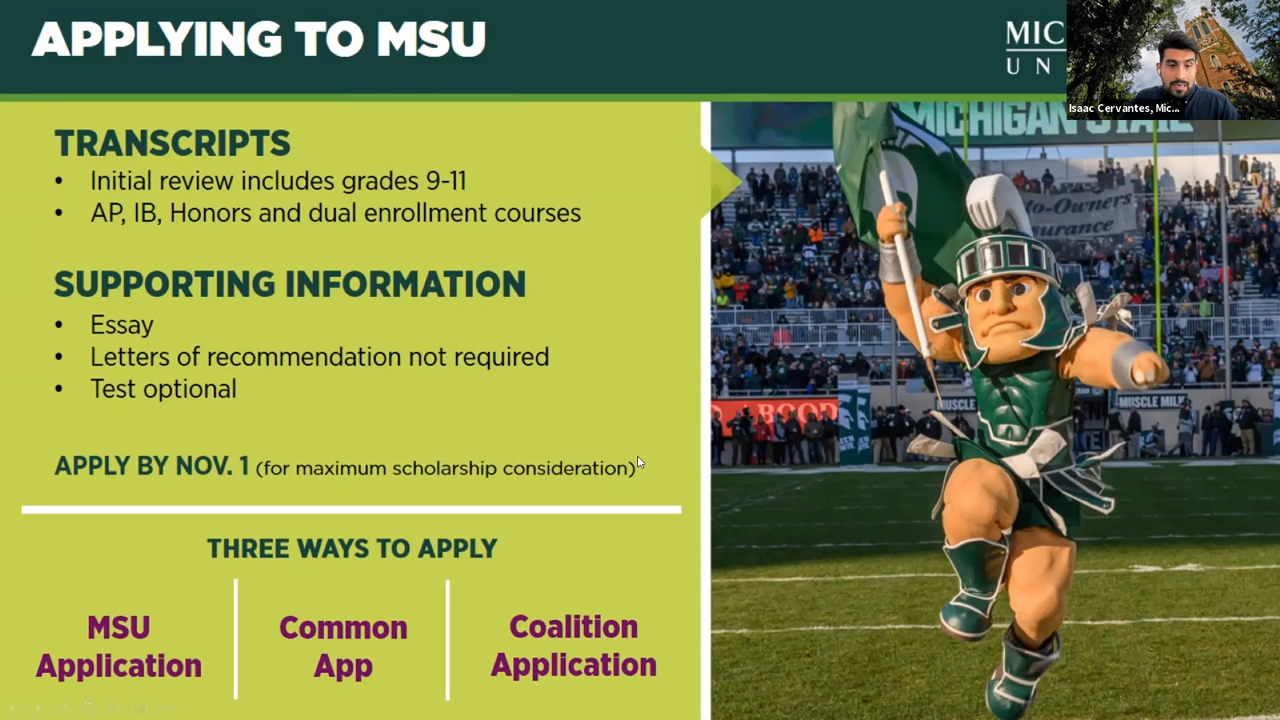 APPLYING TO MSU
MIC
UN
Isaac Cervantes, Mic...
TRANSCRIPTS
• Initial review includes grades 9-11
• AP, IB, Honors and dual enrollment courses
SUPPORTING INFORMATION
• Essay
• Letters of recommendation not required
• Test optional
APPLY BY NOV. 1 (for maximum scholarship consideration)
THREE WAYS TO APPLY
MSU
Application
Common
App
Coalition
Application
MICHIGAN STATE
to-Owners
surance
MUSCLE
MUSCLE MILK